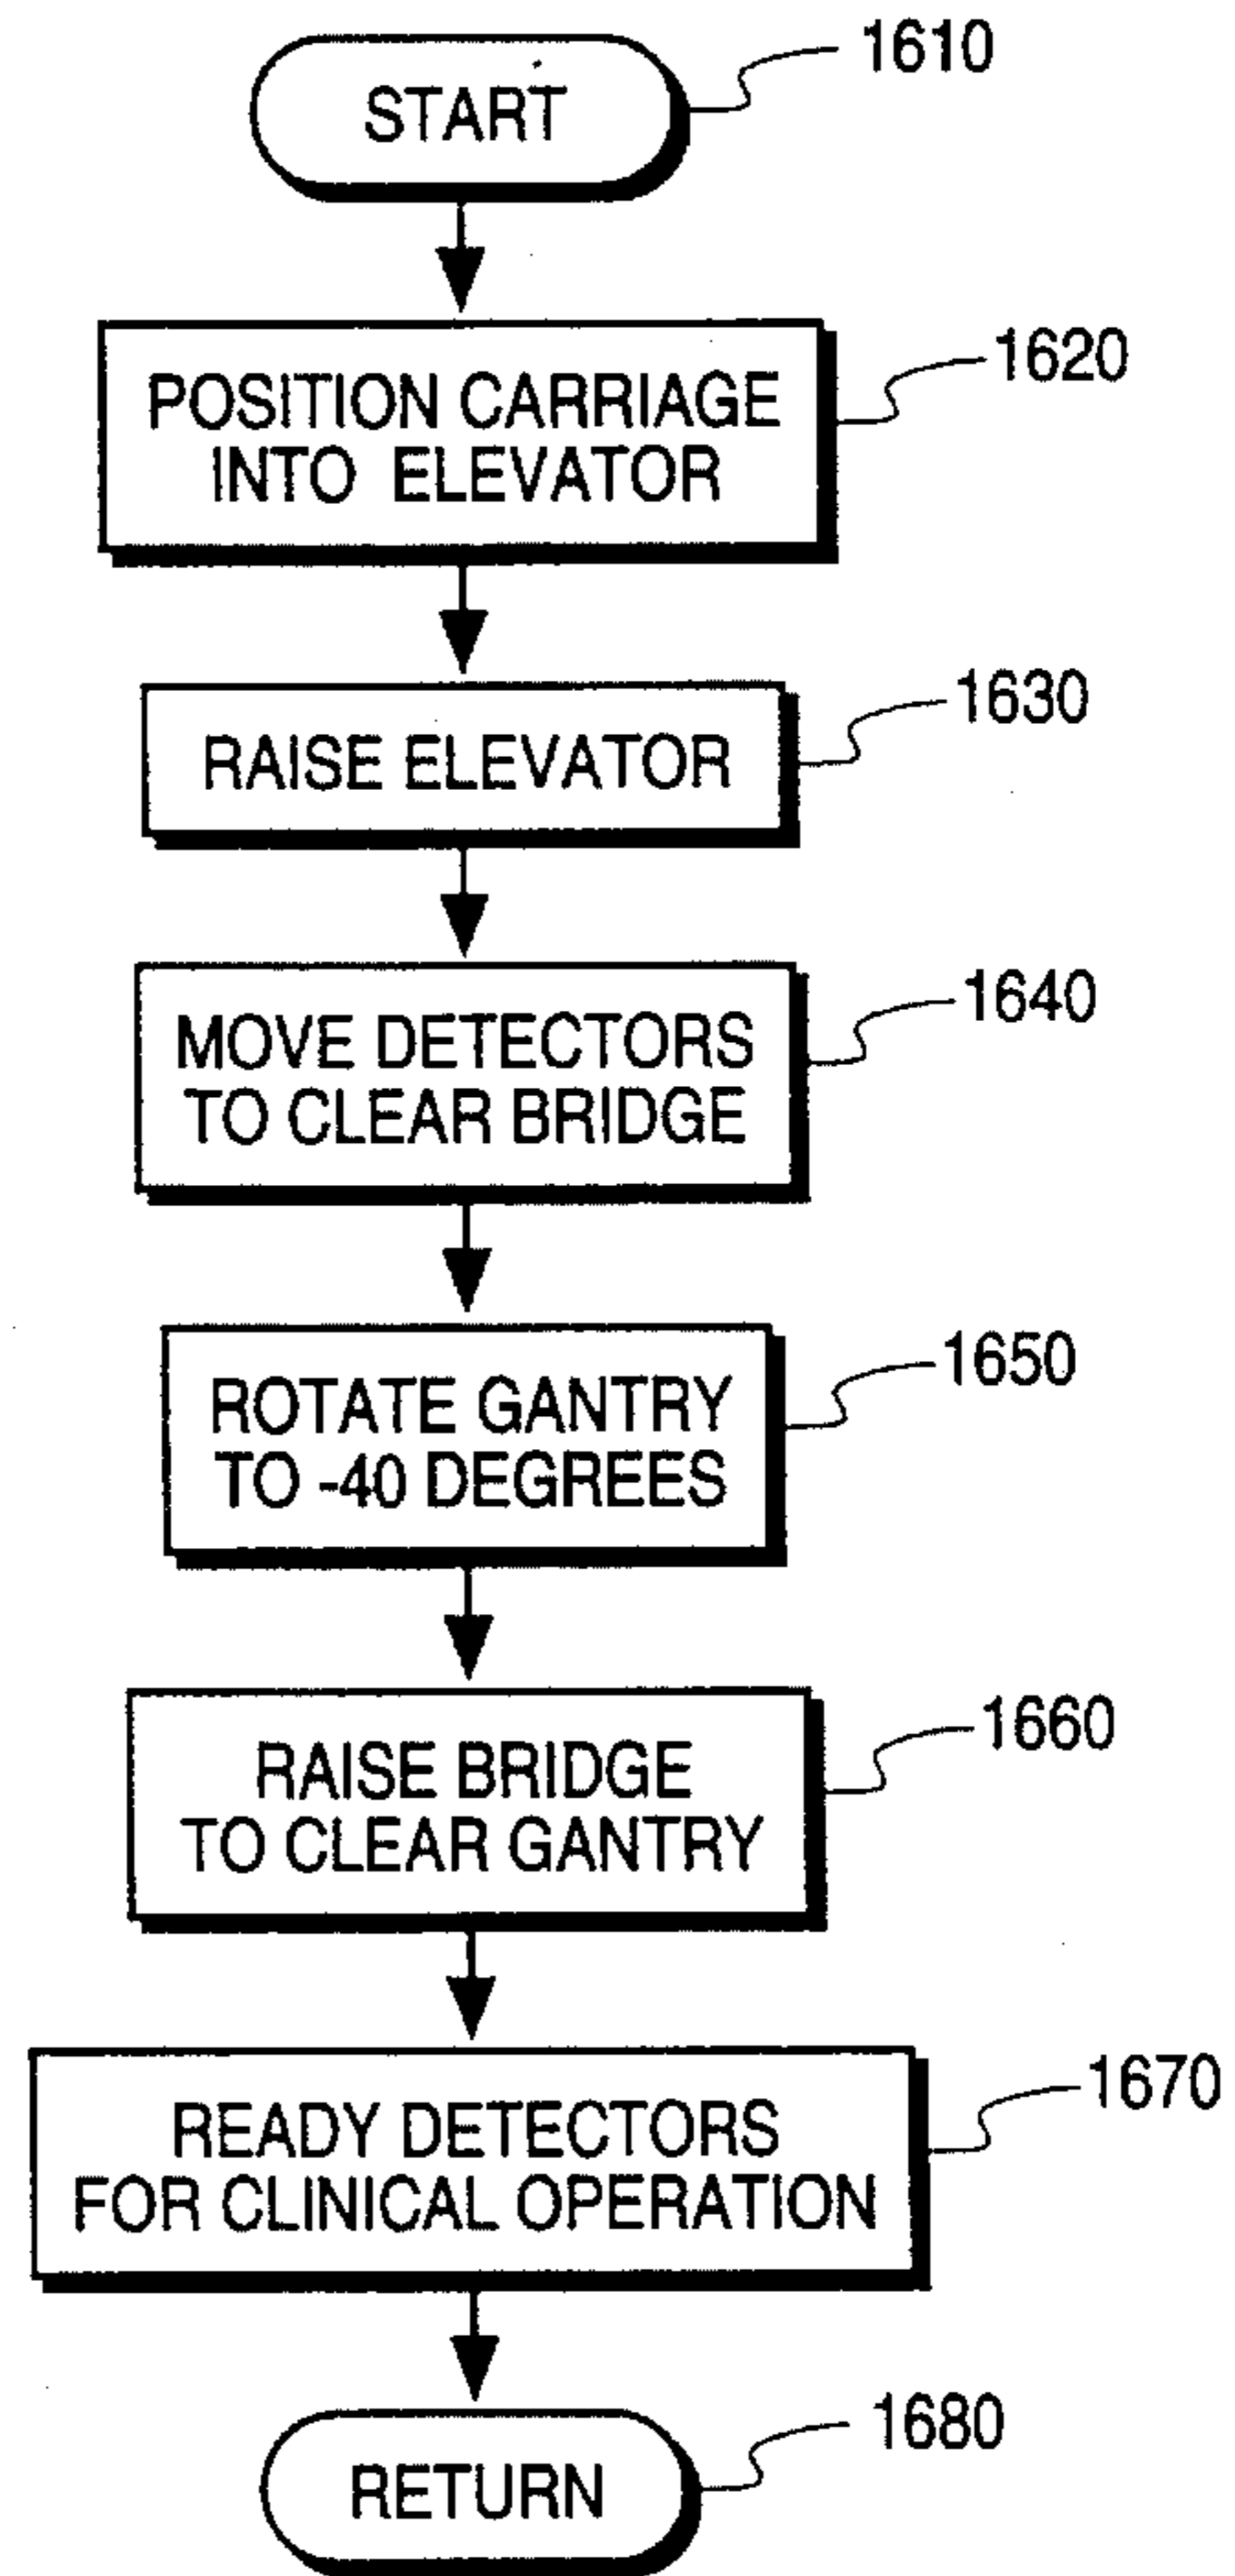 START
1610
POSITION CARRIAGE
INTO ELEVATOR
1620
RAISE ELEVATOR
1630
MOVE DETECTORS
TO CLEAR BRIDGE
1640
ROTATE GANTRY
TO -40 DEGREES
1650
RAISE BRIDGE
TO CLEAR GANTRY
1660
READY DETECTORS
FOR CLINICAL OPERATION
1670
RETURN
1680